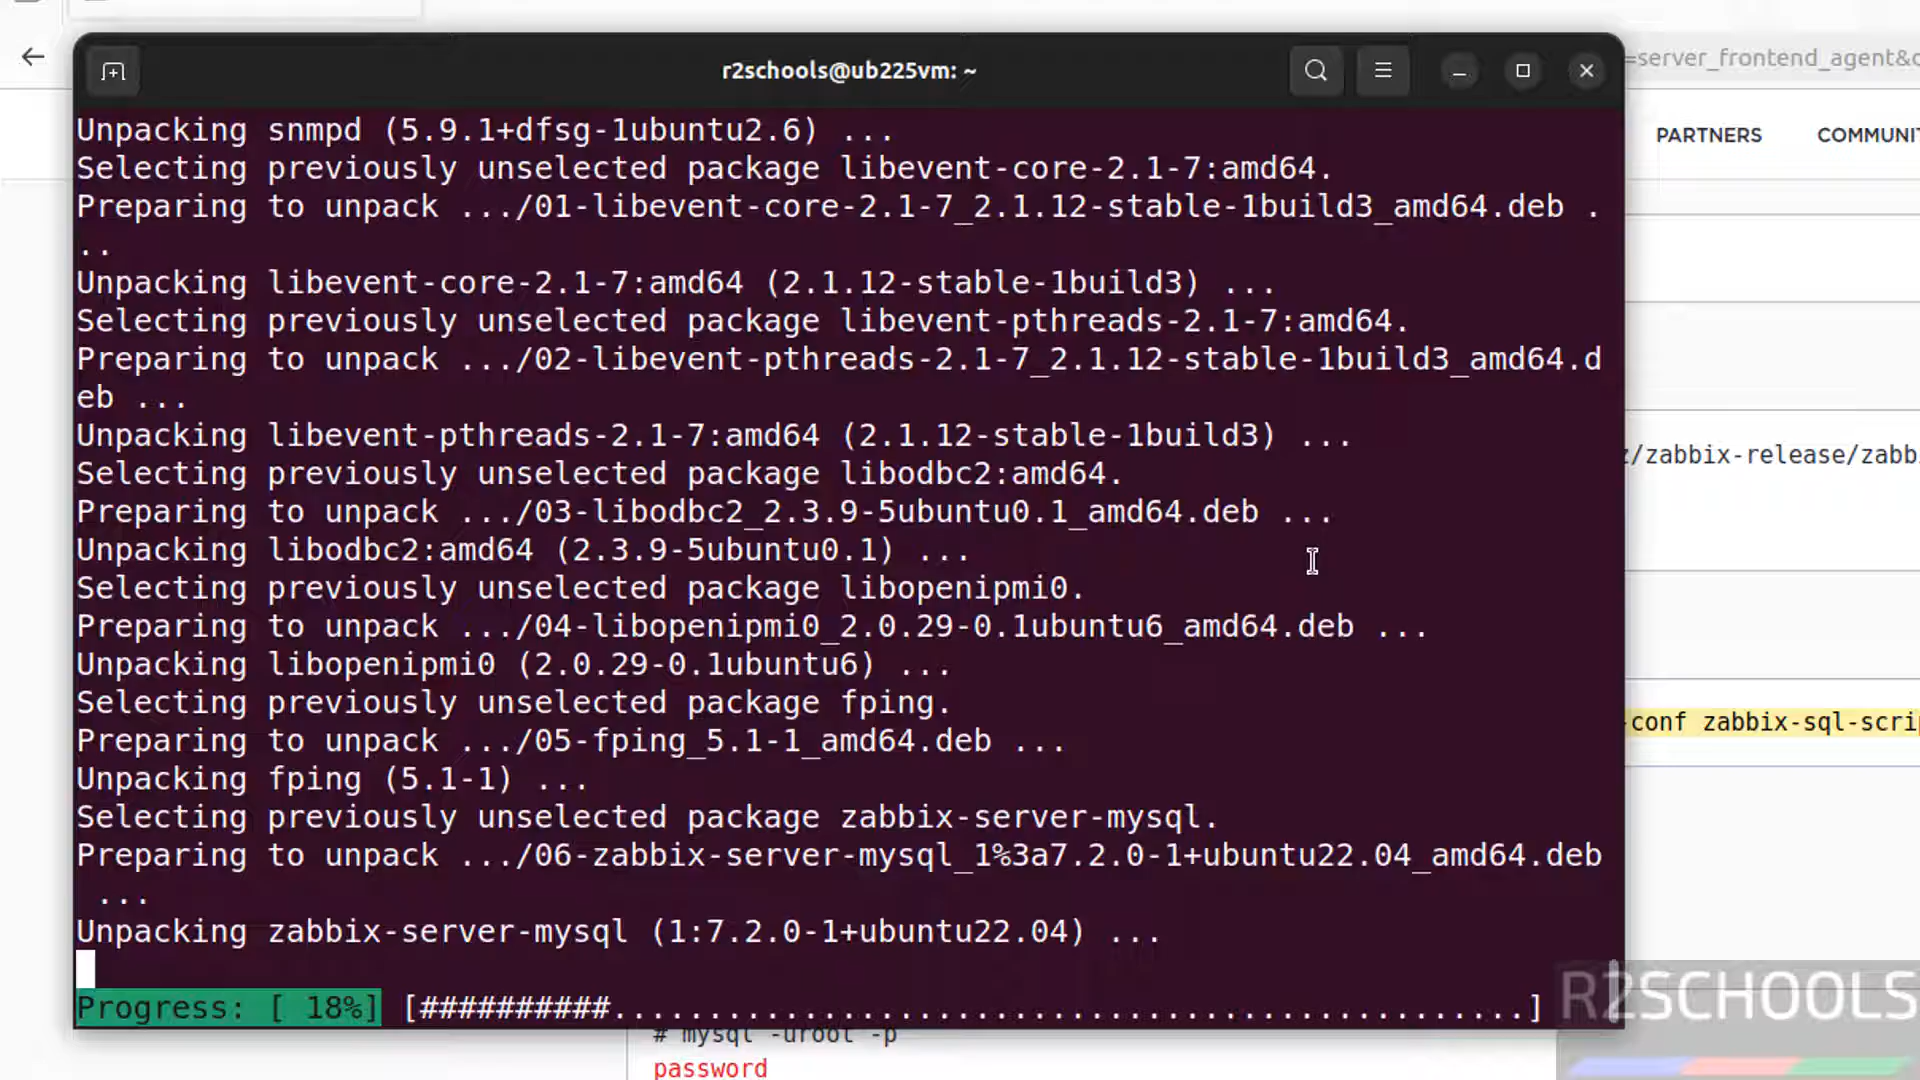 r2schools@ub225vm: ~
=server_frontend_agent&
PARTNERS
COMMUNI
Unpacking snmpd (5.9.1+dfsg-1ubuntu2.6) ...
Selecting previously unselected package libevent-core-2.1-7:amd64.
Preparing to unpack .../01-libevent-core-2.1-7_2.1.12-stable-1build3_amd64.deb .
..
Unpacking libevent-core-2.1-7:amd64 (2.1.12-stable-1build3) ...
Selecting previously unselected package libevent-pthreads-2.1-7:amd64.
Preparing to unpack .../02-libevent-pthreads-2.1-7_2.1.12-stable-1build3_amd64.d
eb ...
Unpacking libevent-pthreads-2.1-7:amd64 (2.1.12-stable-1build3) ...
Selecting previously unselected package libodbc2:amd64.
Preparing to unpack .../03-libodbc2_2.3.9-5ubuntu0.1_amd64.deb ...
Unpacking libodbc2:amd64 (2.3.9-5ubuntu0.1) ...
Selecting previously unselected package libopenipmi0.
Preparing to unpack .../04-libopenipmi0_2.0.29-0.1ubuntu6_amd64.deb ...
Unpacking libopenipmi0 (2.0.29-0.1ubuntu6) ...
Selecting previously unselected package fping.
Preparing to unpack .../05-fping_5.1-1_amd64.deb ...
Unpacking fping (5.1-1) ...
Selecting previously unselected package zabbix-server-mysql.
Preparing to unpack .../06-zabbix-server-mysql_1%3a7.2.0-1+ubuntu22.04_amd64.deb
...
Unpacking zabbix-server-mysql (1:7.2.0-1+ubuntu22.04) ...
Progress: [ 18%] [##########................................................]
z/zabbix-release/zabb
-conf zabbix-sql-scri
# mysql -uroot -p
password
R2SCHOOLS